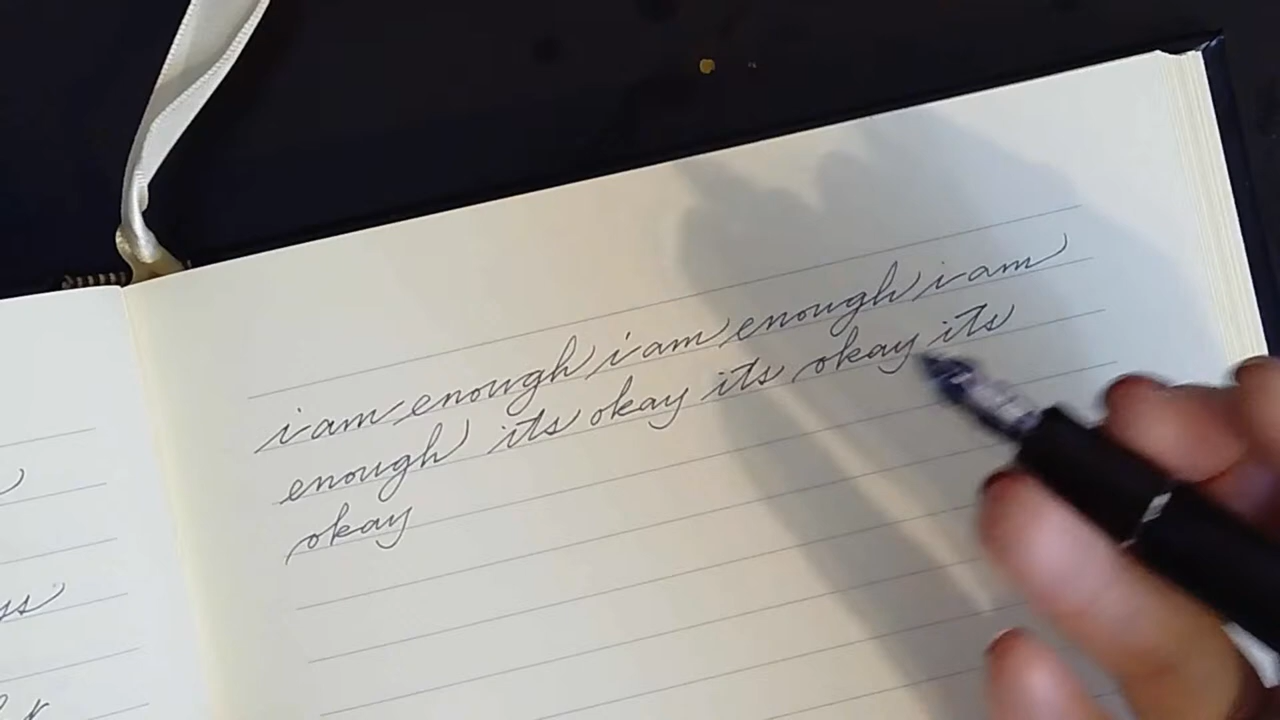 i am enough i am enough i am
enough its okay its okay its
okay